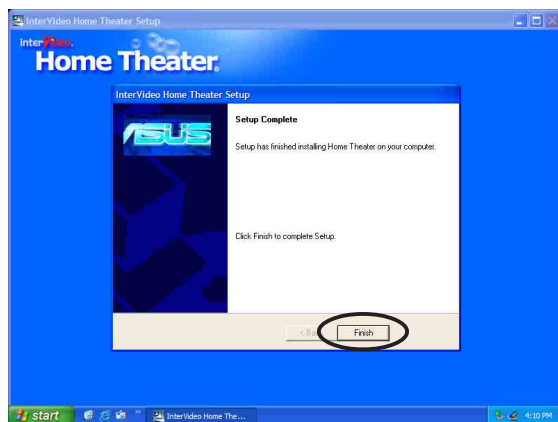 InterVideo Home Theater Setup
InterVideo.
Home Theater.
InterVideo Home Theater Setup
ASUS
Setup Complete
Setup has finished installing Home Theater on your computer.
Click Finish to complete Setup.
Finish
start
InterVideo Home The...
4:10 PM